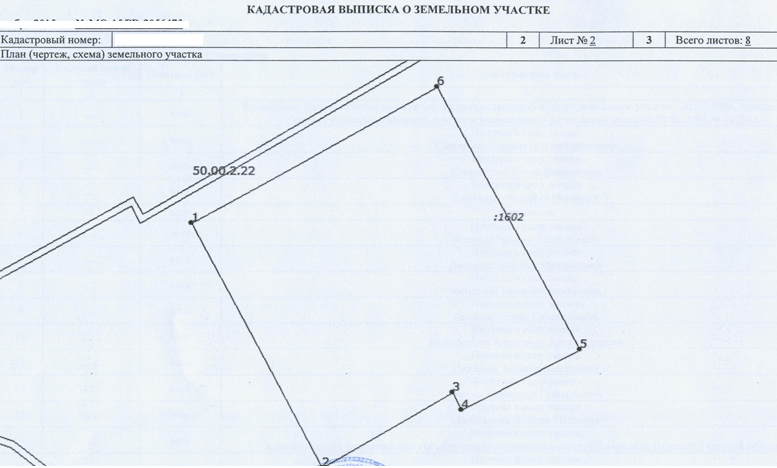 КАДАСТРОВАЯ ВЫПИСКА О ЗЕМЕЛЬНОМ УЧАСТКЕ
Кадастровый номер: 2 Лист № 2 3 Всего листов: 8
План (чертеж, схема) земельного участка
6
50.00.2.22
1
:1602
5
3
4
2